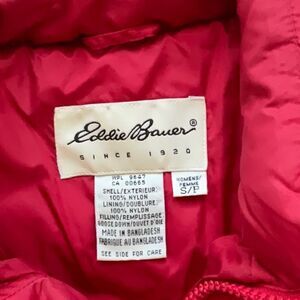 Eddie Bauer®
SINCE 1920
RPL 9647
CA 00665
SHELL/EXTERIEUR:
100% NYLON
LINING/DOUBLURE:
100% NYLON
FILLING/REMPLISSAGE
GOOSE DOWN/DUVET D'OIE
MADE IN BANGLADESH
FABRIQUE AU BANGLADESH
SEE SIDE FOR CARE
WOMENS/
FEMME
S/P